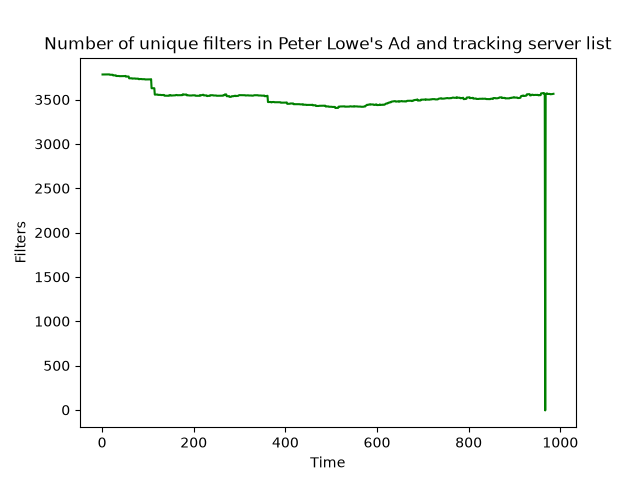 Number of unique filters in Peter Lowe's Ad and tracking server list
3500
3000
2500
2000
1500
1000
500
0
Filters
0 200 400 600 800 1000
Time